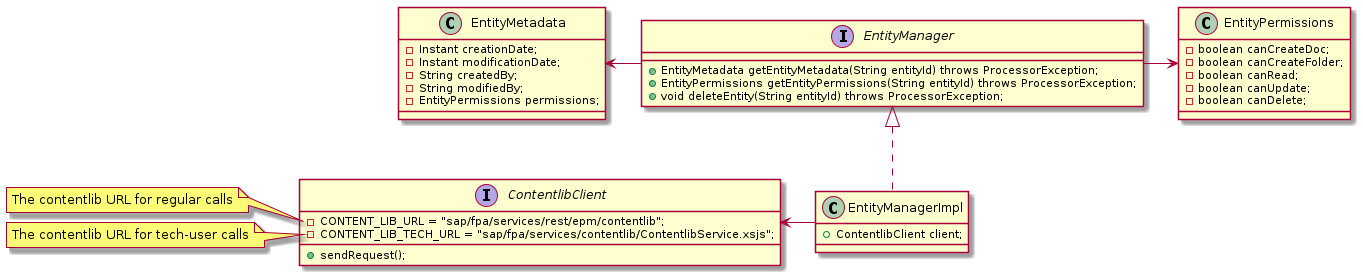 C EntityMetadata
Instant creationDate;
Instant modificationDate;
String createdBy;
String modifiedBy;
EntityPermissions permissions;
I EntityManager
EntityMetadata getEntityMetadata(String entityId) throws ProcessorException;
EntityPermissions getEntityPermissions(String entityId) throws ProcessorException;
void deleteEntity(String entityId) throws ProcessorException;
C EntityPermissions
boolean canCreateDoc;
boolean canCreateFolder;
boolean canRead;
boolean canUpdate;
boolean canDelete;
The contentlib URL for regular calls
The contentlib URL for tech-user calls
I ContentlibClient
CONTENT_LIB_URL = "sap/fpa/services/rest/epm/contentlib";
CONTENT_LIB_TECH_URL = "sap/fpa/services/contentlib/ContentlibService.xsjs";
sendRequest();
C EntityManagerImpl
ContentlibClient client;